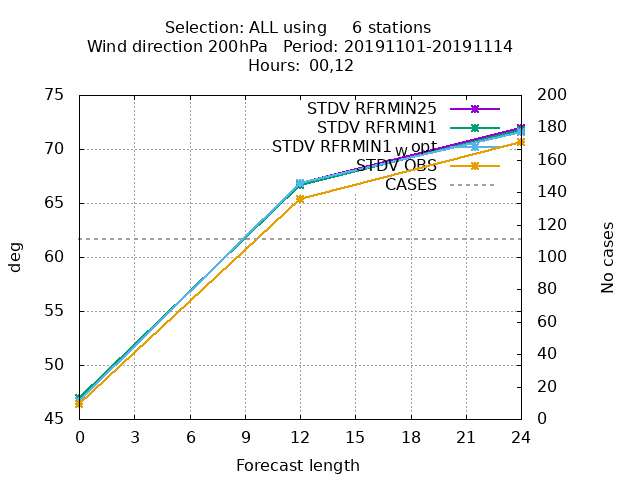 Selection: ALL using     6 stations
Wind direction 200hPa   Period: 20191101-20191114
Hours:  00,12
75
70
65
60
55
50
45
200
180
160
140
120
100
80
60
40
20
0
STDV RFRMIN25
STDV RFRMIN1
STDV RFRMIN1_Wopt
STDV OBS
CASES
deg
No cases
0 3 6 9 12 15 18 21 24
Forecast length